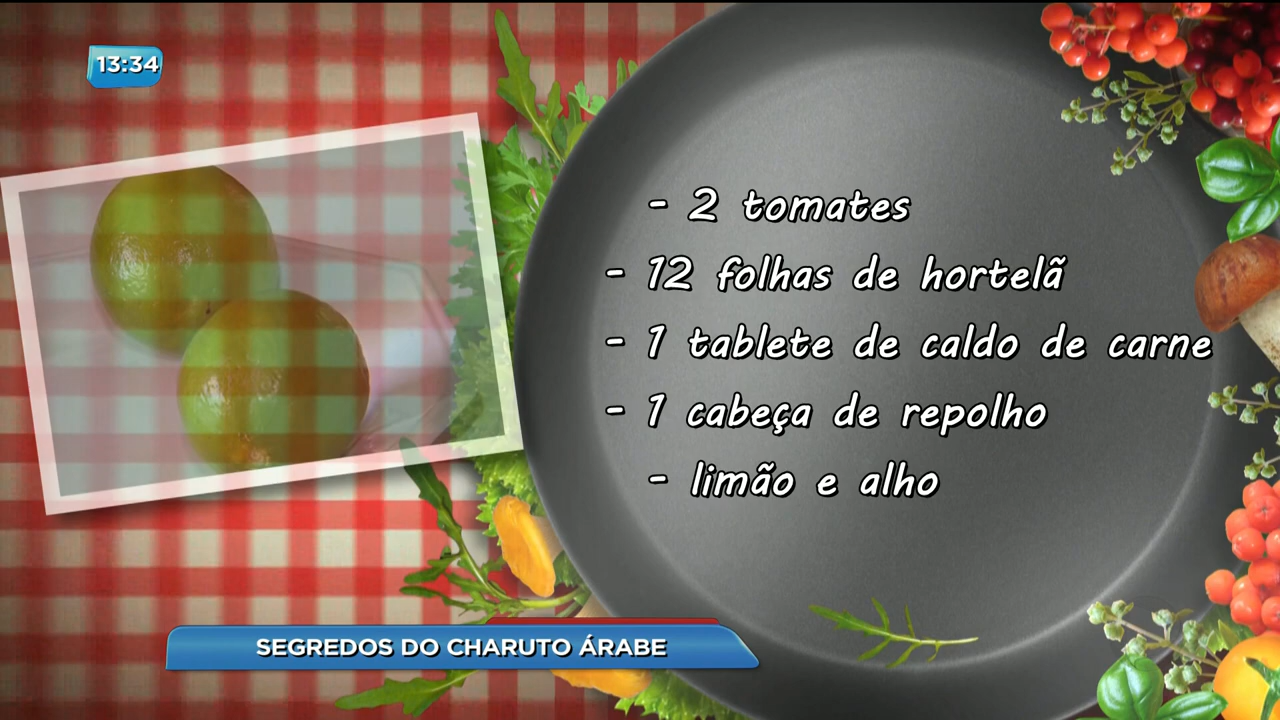 13:34
- 2 tomates
- 12 folhas de hortelã
- 1 tablete de caldo de carne
- 1 cabeça de repolho
- limão e alho
SEGREDOS DO CHARUTO ÁRABE